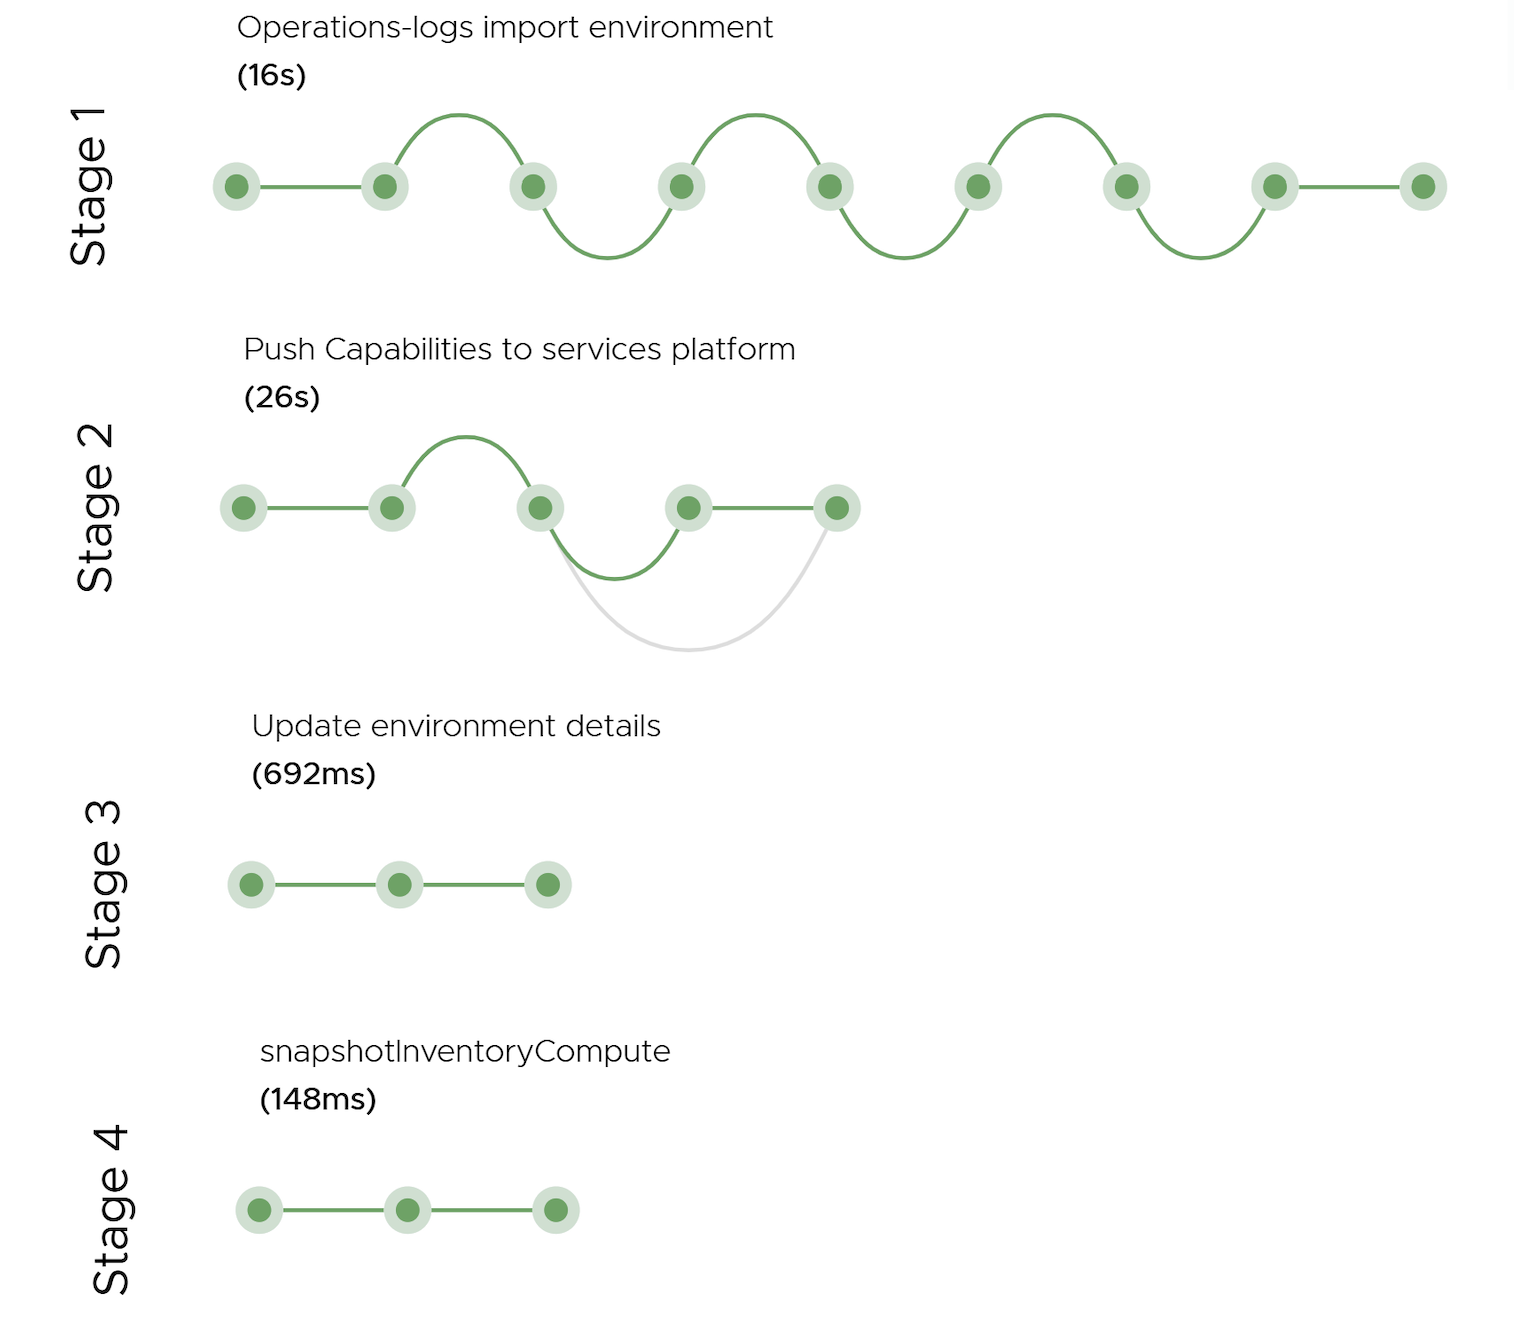 Stage 1
Operations-logs import environment
(16s)
Stage 2
Push Capabilities to services platform
(26s)
Stage 3
Update environment details
(692ms)
Stage 4
snapshotInventoryCompute
(148ms)